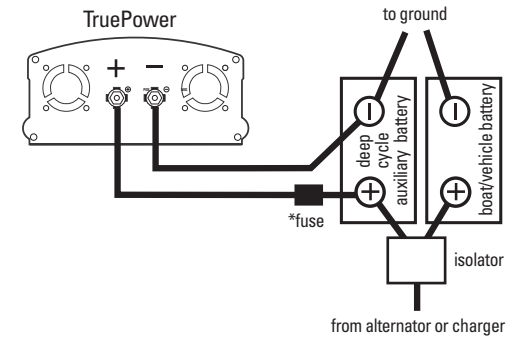 to ground
TruePower
+ −
− −
deep
cycle
auxiliary battery
boat/vehicle battery
+ +
*fuse
isolator
from alternator or charger